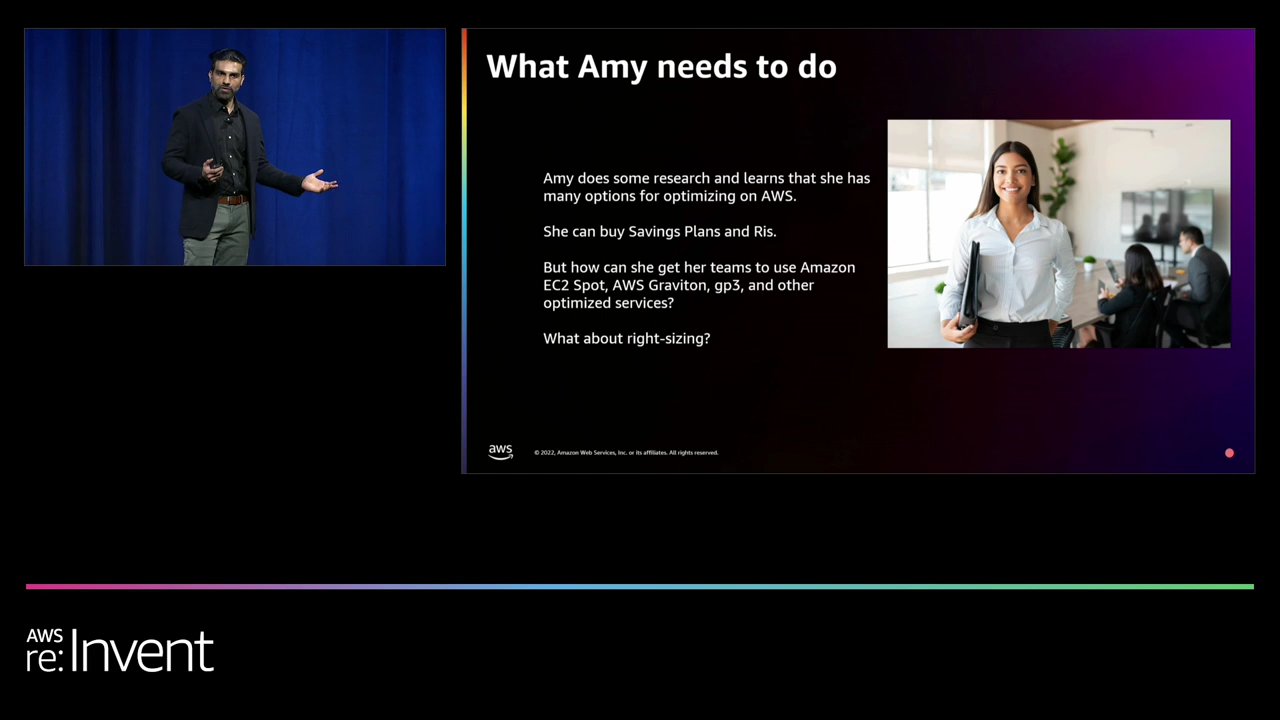 What Amy needs to do
Amy does some research and learns that she has
many options for optimizing on AWS.
She can buy Savings Plans and Ris.
But how can she get her teams to use Amazon
EC2 Spot, AWS Graviton, gp3, and other
optimized services?
What about right-sizing?
aws
© 2022, Amazon Web Services, Inc. or its affiliates. All rights reserved.
AWS
re:Invent